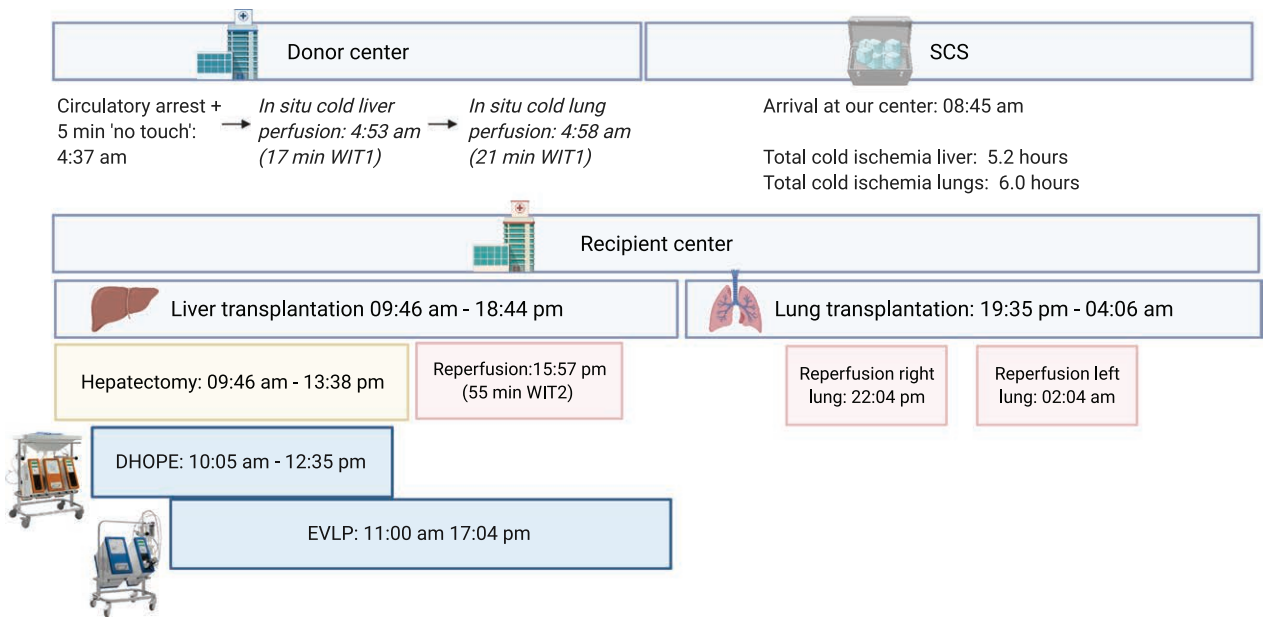 Donor center
SCS
Circulatory arrest +
5 min 'no touch':
4:37 am
In situ cold liver
perfusion: 4:53 am
(17 min WIT1)
In situ cold lung
perfusion: 4:58 am
(21 min WIT1)
Arrival at our center: 08:45 am
Total cold ischemia liver: 5.2 hours
Total cold ischemia lungs: 6.0 hours
Recipient center
Liver transplantation 09:46 am - 18:44 pm
Lung transplantation: 19:35 pm - 04:06 am
Hepatectomy: 09:46 am - 13:38 pm
Reperfusion:15:57 pm
(55 min WIT2)
Reperfusion right
lung: 22:04 pm
Reperfusion left
lung: 02:04 am
DHOPE: 10:05 am - 12:35 pm
EVLP: 11:00 am 17:04 pm